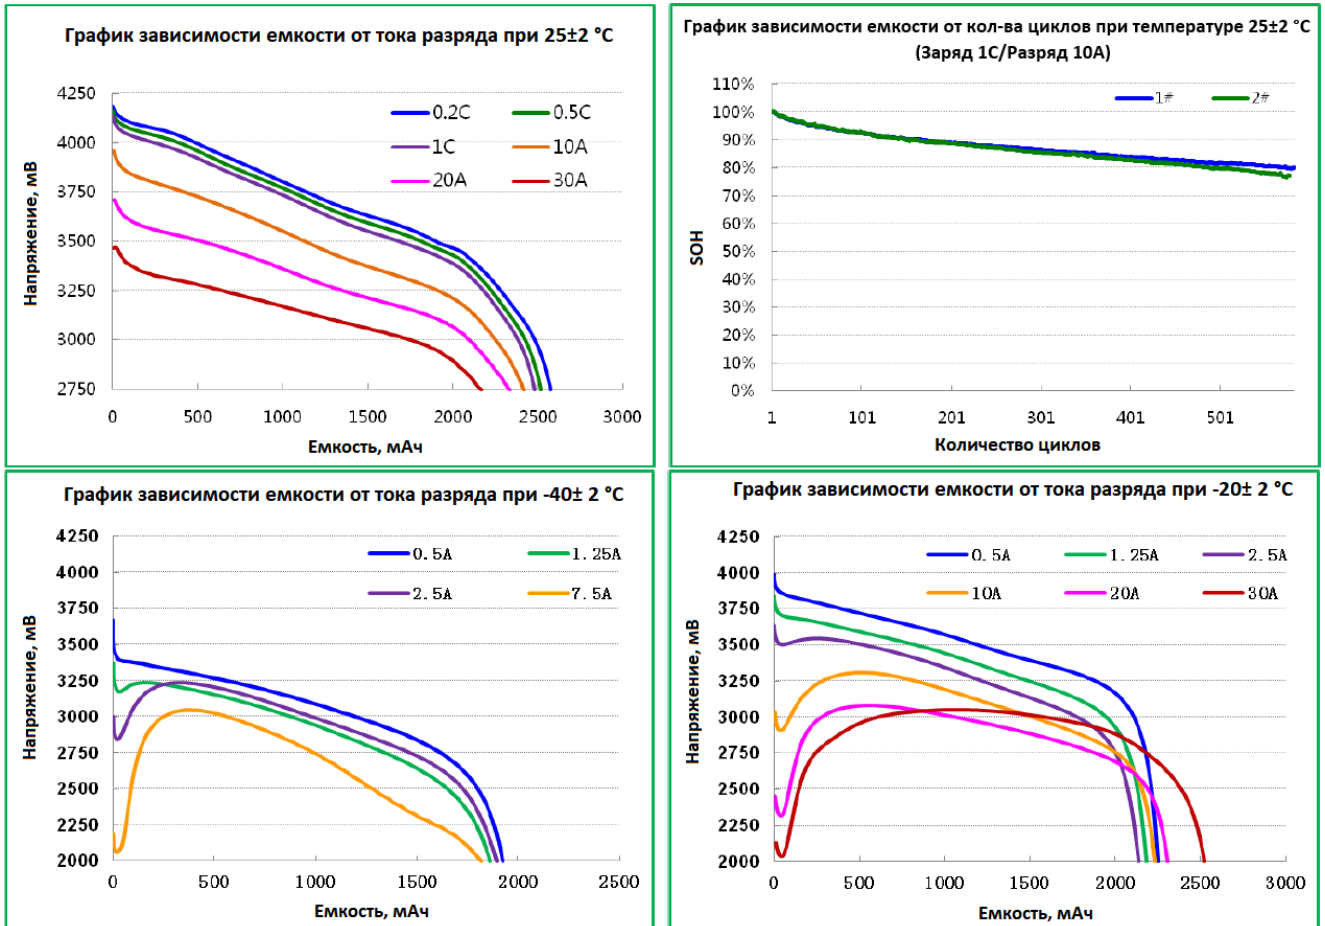 График зависимости емкости от тока разряда при 25±2 °C
4250
4000
3750
3500
3250
3000
2750
Напряжение, мВ
0.2C
0.5C
1C
10A
20A
30A
0
500
1000
1500
2000
2500
3000
Емкость, мАч
График зависимости емкости от кол-ва циклов при температуре 25±2 °C
(Заряд 1C/Разряд 10А)
110%
100%
90%
80%
70%
60%
50%
40%
30%
20%
10%
0%
SOH
1#
2#
1
101
201
301
401
501
Количество циклов
График зависимости емкости от тока разряда при -40± 2 °C
4250
4000
3750
3500
3250
3000
2750
2500
2250
2000
Напряжение, мВ
0.5A
1.25A
2.5A
7.5A
0
500
1000
1500
2000
2500
Емкость, мАч
График зависимости емкости от тока разряда при -20± 2 °C
4250
4000
3750
3500
3250
3000
2750
2500
2250
2000
Напряжение, мВ
0.5A
1.25A
2.5A
10A
20A
30A
0
500
1000
1500
2000
2500
3000
Емкость, мАч